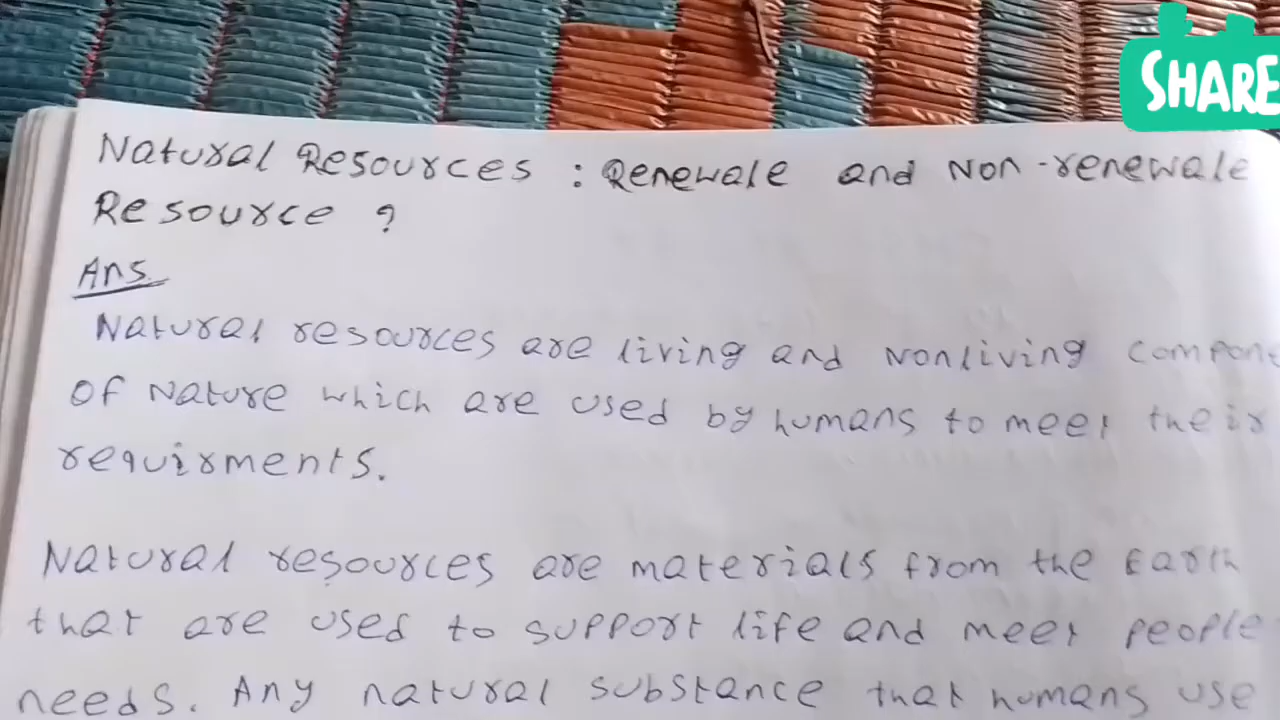 SHARE
Natural Resources : Renewale and Non-renewale
Resource ?
Ans.
Natural resources are living and nonliving compone
of Nature which are used by humans to meet their
requirments.
Natural resources are materials from the Earth
that are used to support life and meet people
needs. Any natural substance that humans use